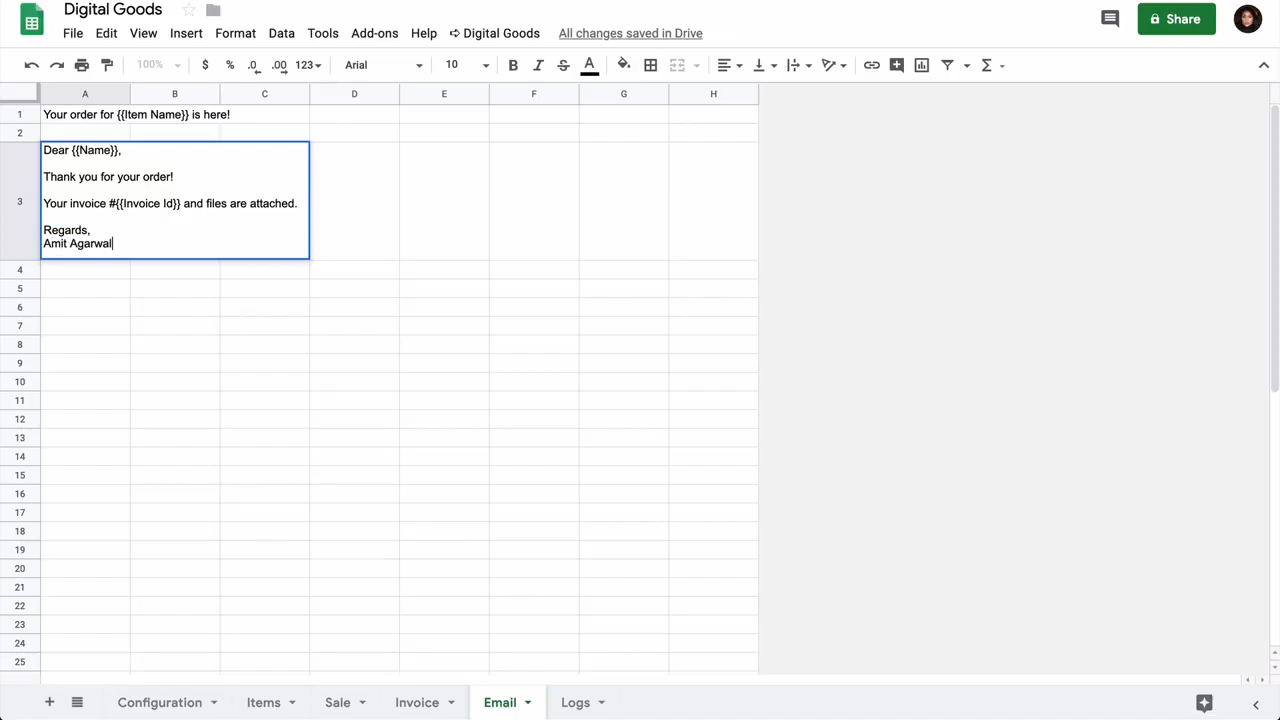 Digital Goods
File Edit View Insert Format Data Tools Add-ons Help Digital Goods All changes saved in Drive
Share
100% $ % .0 .00 123 Arial 10 B I S A Σ
A B C D E F G H
1 Your order for {{Item Name}} is here!
2
3
Dear {{Name}},
Thank you for your order!
Your invoice #{{Invoice Id}} and files are attached.
Regards,
Amit Agarwal
4
5
6
7
8
9
10
11
12
13
14
15
16
17
18
19
20
21
22
23
24
25
Configuration Items Sale Invoice Email Logs